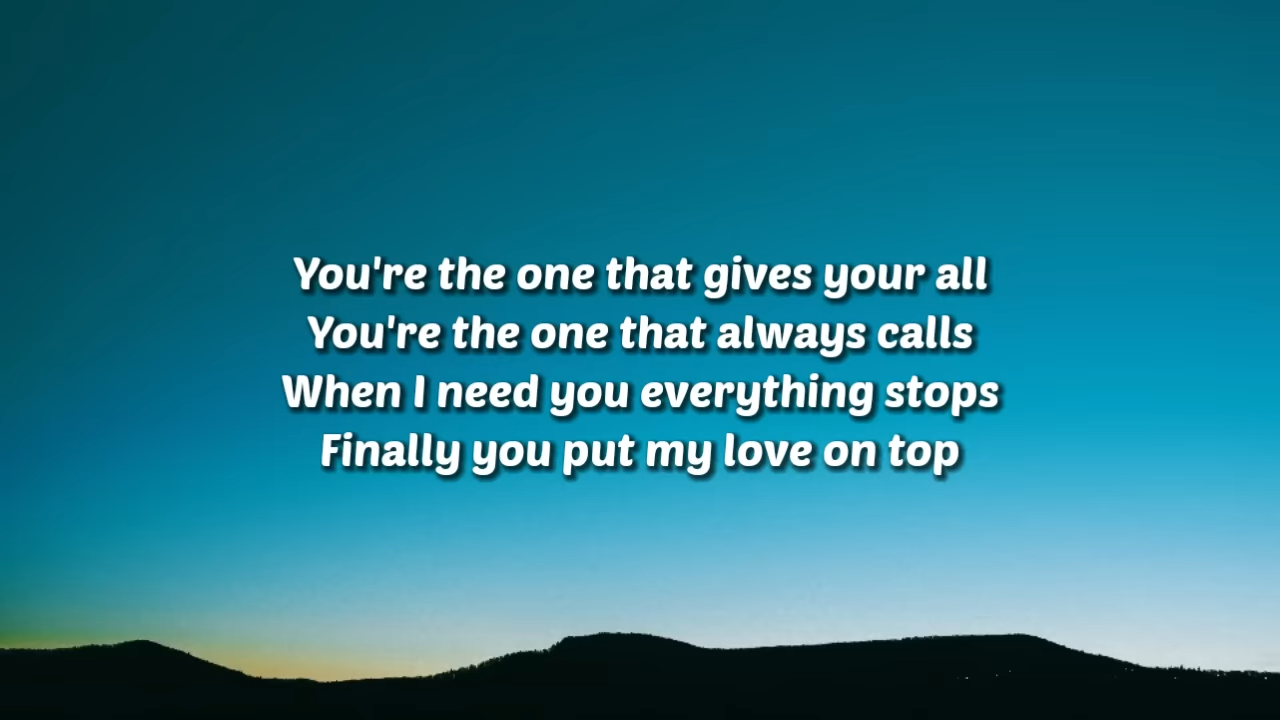 You're the one that gives your all
You're the one that always calls
When I need you everything stops
Finally you put my love on top